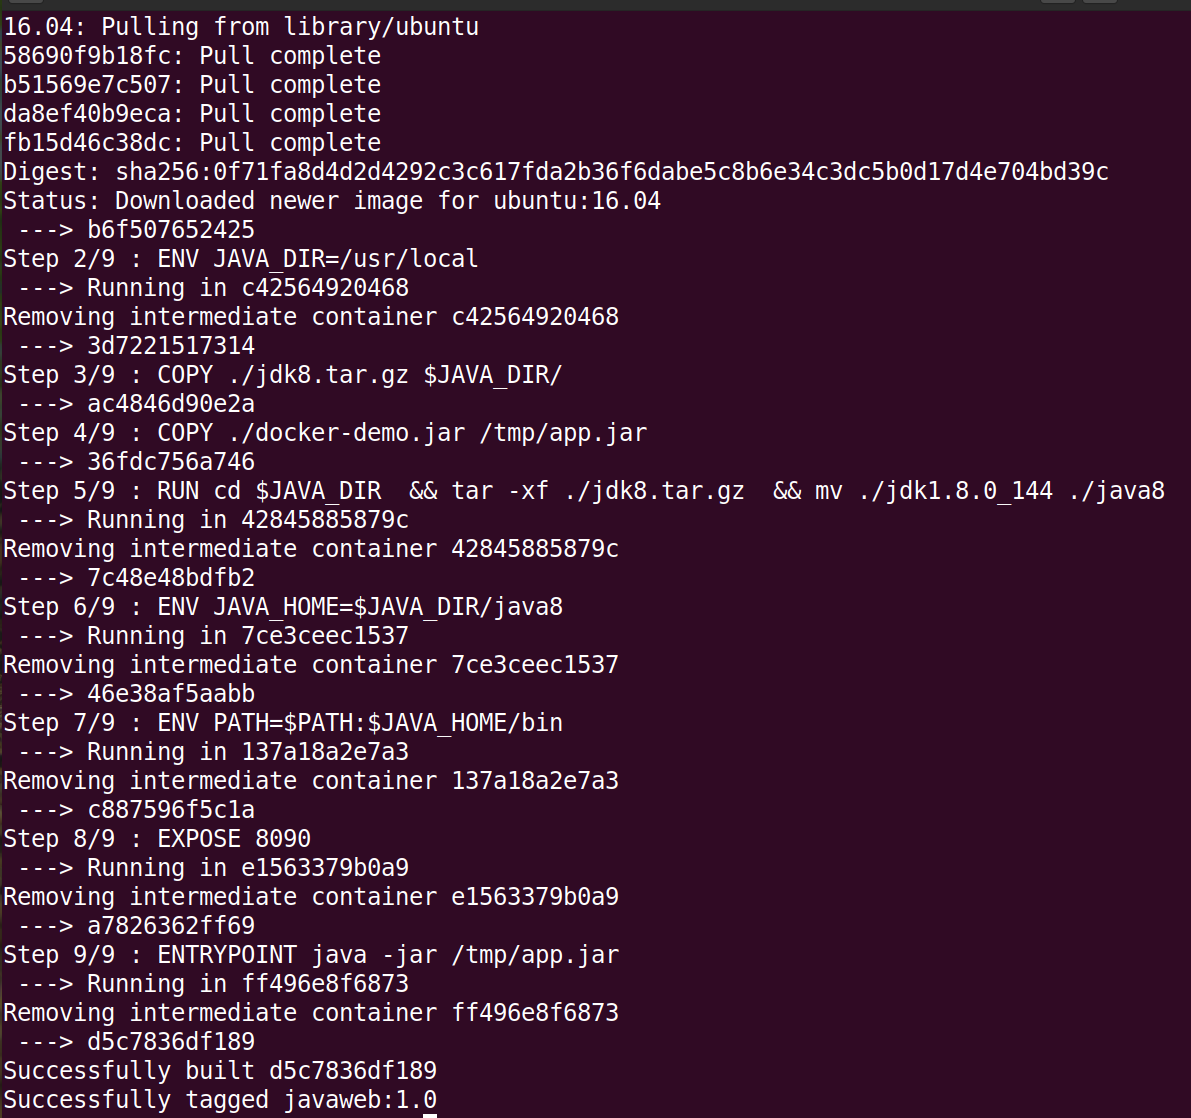 16.04: Pulling from library/ubuntu
58690f9b18fc: Pull complete
b51569e7c507: Pull complete
da8ef40b9eca: Pull complete
fb15d46c38dc: Pull complete
Digest: sha256:0f71fa8d4d2d4292c3c617fda2b36f6dabe5c8b6e34c3dc5b0d17d4e704bd39c
Status: Downloaded newer image for ubuntu:16.04
 ---> b6f507652425
Step 2/9 : ENV JAVA_DIR=/usr/local
 ---> Running in c42564920468
Removing intermediate container c42564920468
 ---> 3d7221517314
Step 3/9 : COPY ./jdk8.tar.gz $JAVA_DIR/
 ---> ac4846d90e2a
Step 4/9 : COPY ./docker-demo.jar /tmp/app.jar
 ---> 36fdc756a746
Step 5/9 : RUN cd $JAVA_DIR  && tar -xf ./jdk8.tar.gz  && mv ./jdk1.8.0_144 ./java8
 ---> Running in 42845885879c
Removing intermediate container 42845885879c
 ---> 7c48e48bdfb2
Step 6/9 : ENV JAVA_HOME=$JAVA_DIR/java8
 ---> Running in 7ce3ceec1537
Removing intermediate container 7ce3ceec1537
 ---> 46e38af5aabb
Step 7/9 : ENV PATH=$PATH:$JAVA_HOME/bin
 ---> Running in 137a18a2e7a3
Removing intermediate container 137a18a2e7a3
 ---> c887596f5c1a
Step 8/9 : EXPOSE 8090
 ---> Running in e1563379b0a9
Removing intermediate container e1563379b0a9
 ---> a7826362ff69
Step 9/9 : ENTRYPOINT java -jar /tmp/app.jar
 ---> Running in ff496e8f6873
Removing intermediate container ff496e8f6873
 ---> d5c7836df189
Successfully built d5c7836df189
Successfully tagged javaweb:1.0